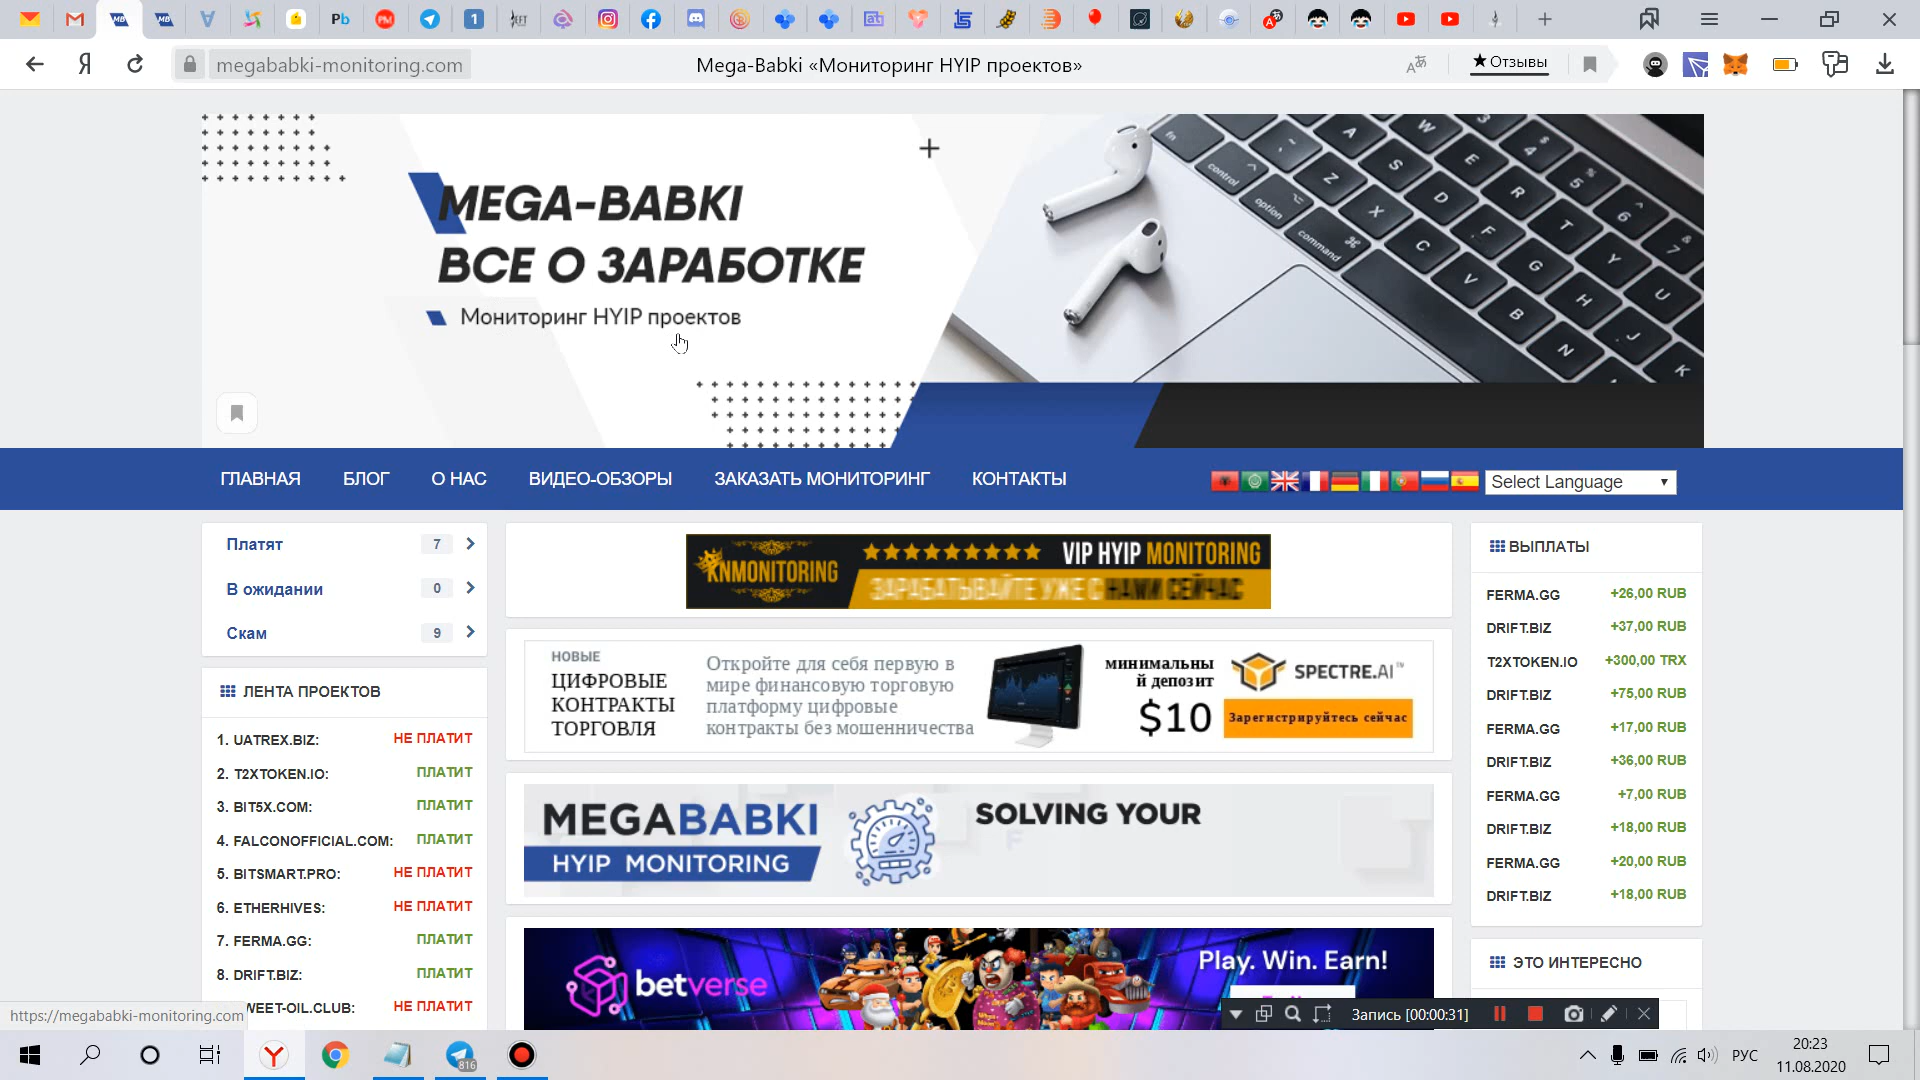 megababki-monitoring.com
Mega-Babki «Мониторинг HYIP проектов»
★Отзывы
MEGA-BABKI
ВСЕ О ЗАРАБОТКЕ
Мониторинг HYIP проектов
ГЛАВНАЯ БЛОГ О НАС ВИДЕО-ОБЗОРЫ ЗАКАЗАТЬ МОНИТОРИНГ КОНТАКТЫ
Select Language
Платят 7
В ожидании 0
Скам 9
ЛЕНТА ПРОЕКТОВ
1. UATREX.BIZ: НЕ ПЛАТИТ
2. T2XTOKEN.IO: ПЛАТИТ
3. BIT5X.COM: ПЛАТИТ
4. FALCONOFFICIAL.COM: ПЛАТИТ
5. BITSMART.PRO: НЕ ПЛАТИТ
6. ETHERHIVES: НЕ ПЛАТИТ
7. FERMA.GG: ПЛАТИТ
8. DRIFT.BIZ: ПЛАТИТ
WEET-OIL.CLUB: НЕ ПЛАТИТ
https://megababki-monitoring.com
KNMONITORING
VIP HYIP MONITORING
ЗАРАБАТЫВАЙТЕ УЖЕ С НАМИ СЕЙЧАС
НОВЫЕ
ЦИФРОВЫЕ
КОНТРАКТЫ
ТОРГОВЛЯ
Откройте для себя первую в
мире финансовую торговую
платформу цифровые
контракты без мошенничества
минимальны
й депозит
$10
SPECTRE.AI™
Зарегистрируйтесь сейчас
MEGABABKI
HYIP MONITORING
SOLVING YOUR
betverse
Play. Win. Earn!
ВЫПЛАТЫ
FERMA.GG +26,00 RUB
DRIFT.BIZ +37,00 RUB
T2XTOKEN.IO +300,00 TRX
DRIFT.BIZ +75,00 RUB
FERMA.GG +17,00 RUB
DRIFT.BIZ +36,00 RUB
FERMA.GG +7,00 RUB
DRIFT.BIZ +18,00 RUB
FERMA.GG +20,00 RUB
DRIFT.BIZ +18,00 RUB
ЭТО ИНТЕРЕСНО
Запись [00:00:31]
816
РУС
20:23
11.08.2020